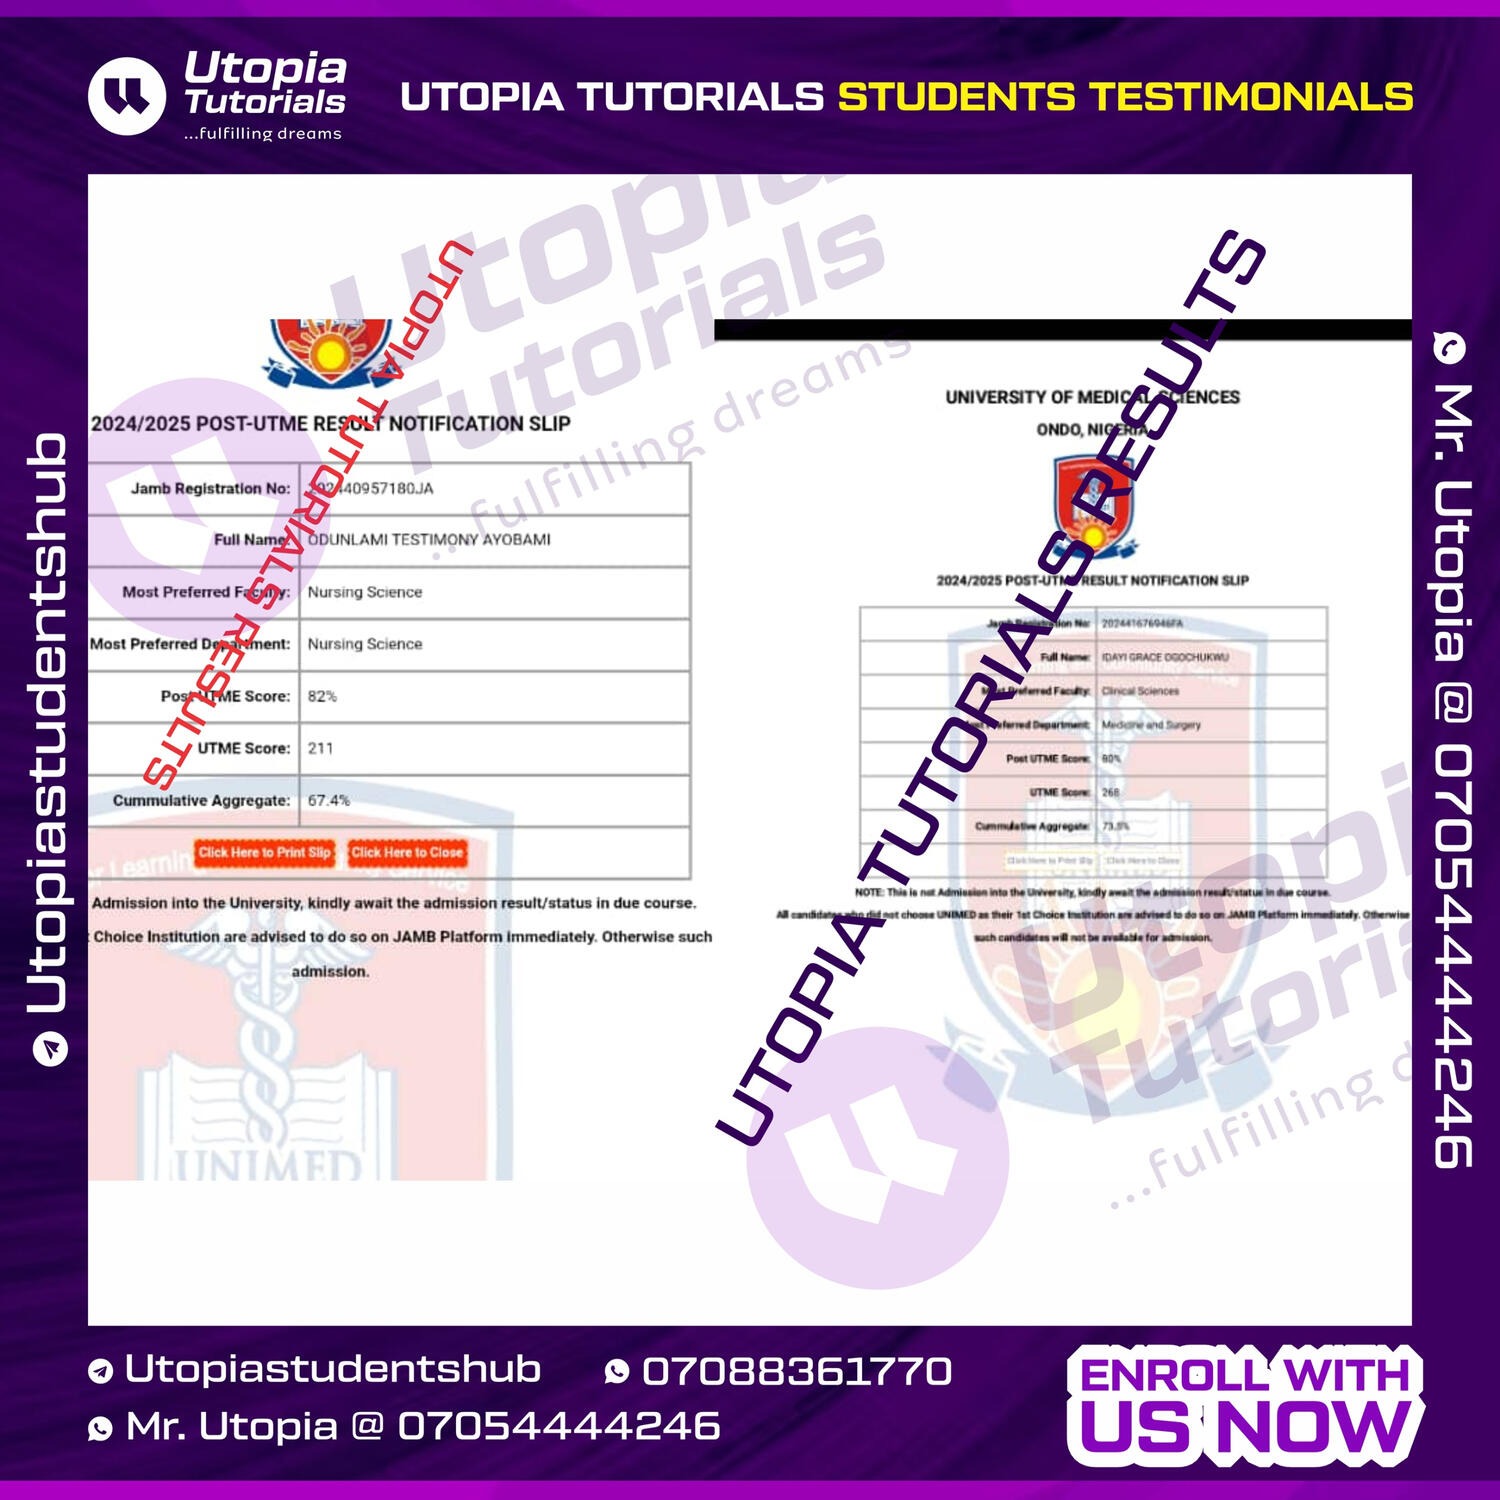 Utopia
Tutorials
...fulfilling dreams
UTOPIA TUTORIALS STUDENTS TESTIMONIALS
Utopiastudentshub
Utopia
Tutorials
...fulfilling dreams
UTOPIA TUTORIALS RESULTS
2024/2025 POST-UTME RESULT NOTIFICATION SLIP
Jamb Registration No: 202440957180JA
Full Name: ODUNLAMI TESTIMONY AYOBAMI
Most Preferred Faculty: Nursing Science
Most Preferred Department: Nursing Science
Post UTME Score: 82%
UTME Score: 211
Cummulative Aggregate: 67.4%
Click Here to Print Slip Click Here to Close
Admission into the University, kindly await the admission result/status in due course.
Choice Institution are advised to do so on JAMB Platform immediately. Otherwise such
admission.
or Learning
Service
UNIMED
UNIVERSITY OF MEDICAL SCIENCES
ONDO, NIGERIA
2024/2025 POST-UTME RESULT NOTIFICATION SLIP
Jamb Registration No: 202441676946FA
Full Name: IDAYI GRACE OGOCHUKWU
Most Preferred Faculty: Clinical Sciences
Most Preferred Department: Medicine and Surgery
Post UTME Score: 80%
UTME Score: 268
Cummulative Aggregate: 73.5%
Click Here to Print Slip Click Here to Close
NOTE: This is not Admission into the University, kindly await the admission result/status in due course.
All candidates who did not choose UNIMED as their 1st Choice Institution are advised to do so on JAMB Platform immediately. Otherwise
such candidates will not be available for admission.
UTOPIA TUTORIALS RESULTS
Utopi
Tutoria
...fulfilling d
Mr. Utopia @ 07054444246
Utopiastudentshub 07088361770
Mr. Utopia @ 07054444246
ENROLL WITH
US NOW